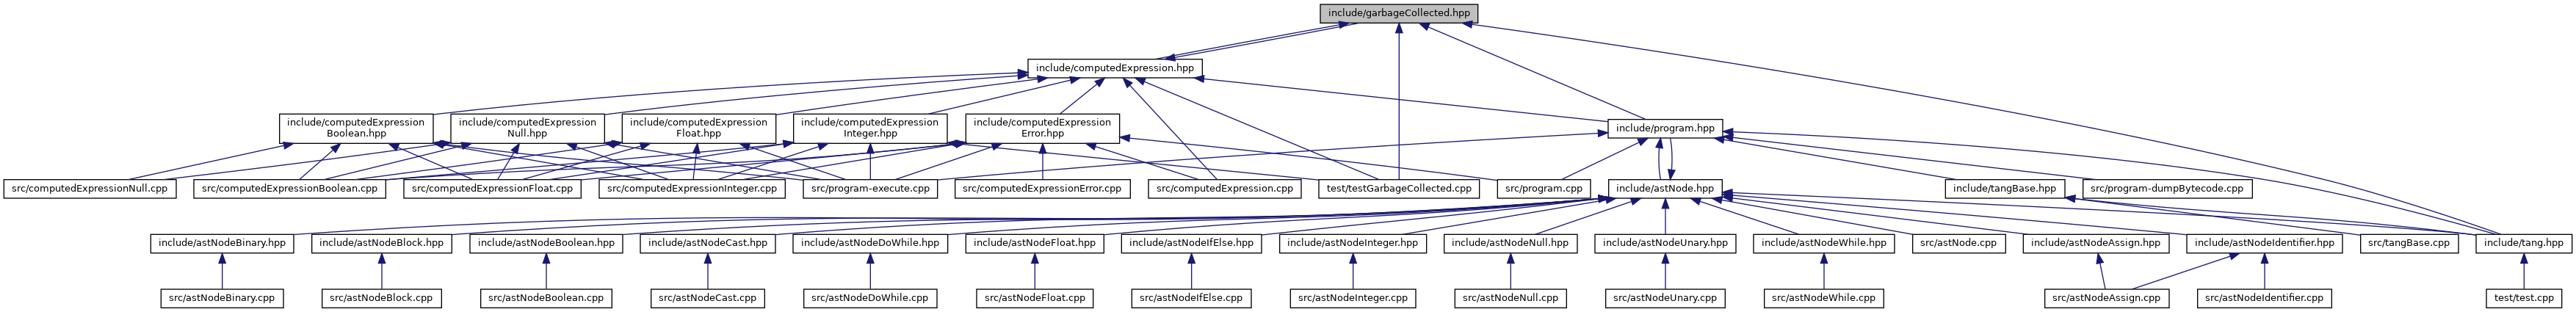 include/garbageCollected.hpp
include/computedExpression.hpp
include/computedExpression
Boolean.hpp
include/computedExpression
Null.hpp
include/computedExpression
Float.hpp
include/computedExpression
Integer.hpp
include/computedExpression
Error.hpp
include/program.hpp
src/computedExpressionNull.cpp
src/computedExpressionBoolean.cpp
src/computedExpressionFloat.cpp
src/computedExpressionInteger.cpp
src/program-execute.cpp
src/computedExpressionError.cpp
src/computedExpression.cpp
test/testGarbageCollected.cpp
src/program.cpp
include/astNode.hpp
include/tangBase.hpp
src/program-dumpBytecode.cpp
include/astNodeBinary.hpp
include/astNodeBlock.hpp
include/astNodeBoolean.hpp
include/astNodeCast.hpp
include/astNodeDoWhile.hpp
include/astNodeFloat.hpp
include/astNodeIfElse.hpp
include/astNodeInteger.hpp
include/astNodeNull.hpp
include/astNodeUnary.hpp
include/astNodeWhile.hpp
src/astNode.cpp
include/astNodeAssign.hpp
include/astNodeIdentifier.hpp
src/tangBase.cpp
include/tang.hpp
src/astNodeBinary.cpp
src/astNodeBlock.cpp
src/astNodeBoolean.cpp
src/astNodeCast.cpp
src/astNodeDoWhile.cpp
src/astNodeFloat.cpp
src/astNodeIfElse.cpp
src/astNodeInteger.cpp
src/astNodeNull.cpp
src/astNodeUnary.cpp
src/astNodeWhile.cpp
src/astNodeAssign.cpp
src/astNodeIdentifier.cpp
test/test.cpp